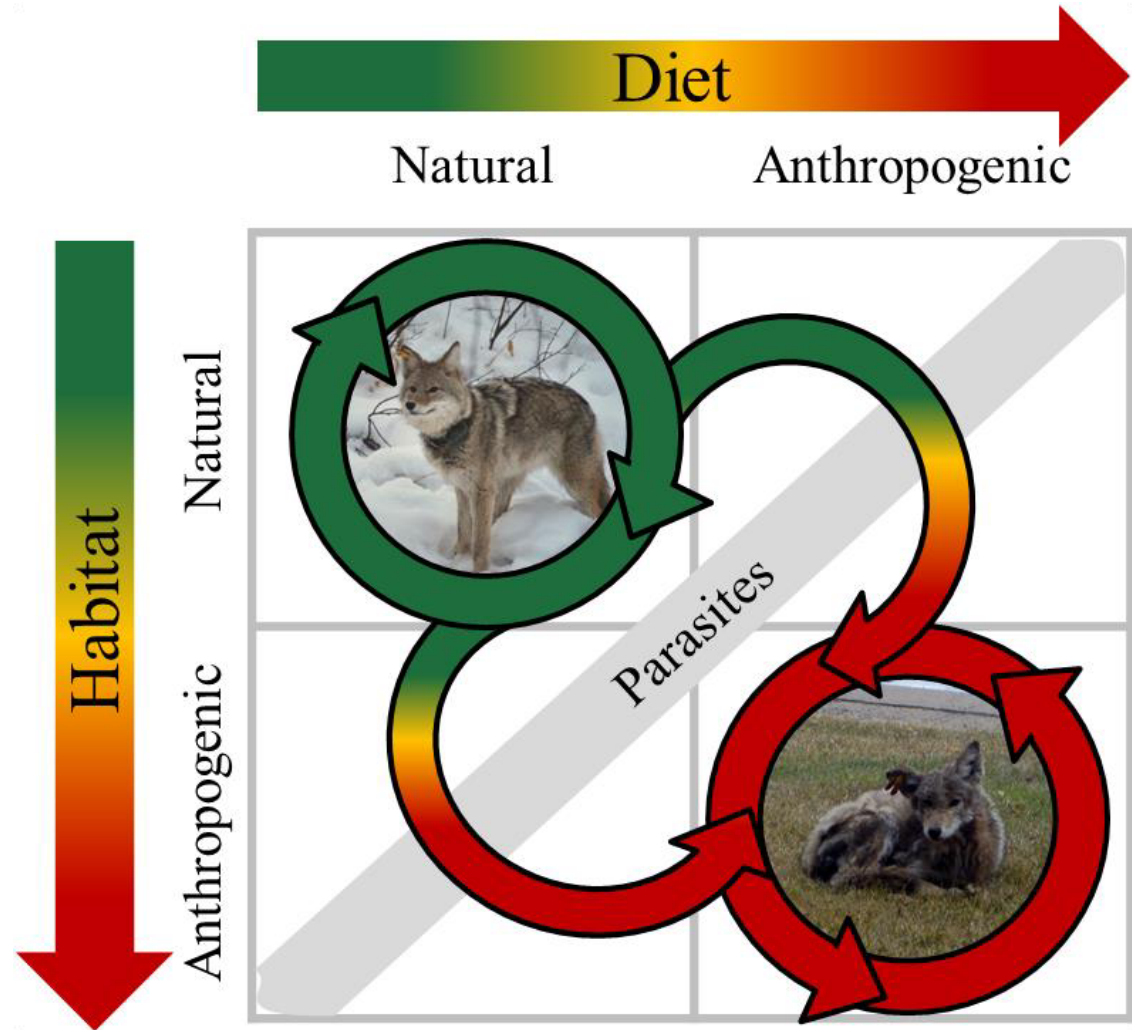 Diet
Natural
Anthropogenic
Habitat
Natural
Anthropogenic
Parasites